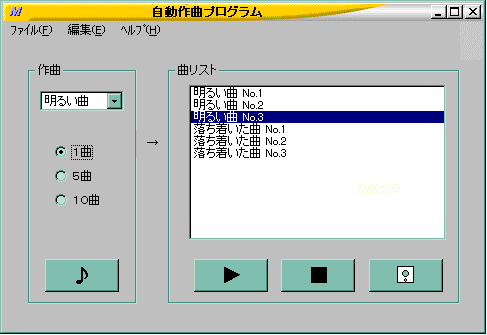 M 自動作曲プログラム
ファイル(F) 編集(E) ヘルプ(H)
作曲
明るい曲
1曲
5曲
10曲
→
曲リスト
明るい曲 No.1
明るい曲 No.2
明るい曲 No.3
落ち着いた曲 No.1
落ち着いた曲 No.2
落ち着いた曲 No.3